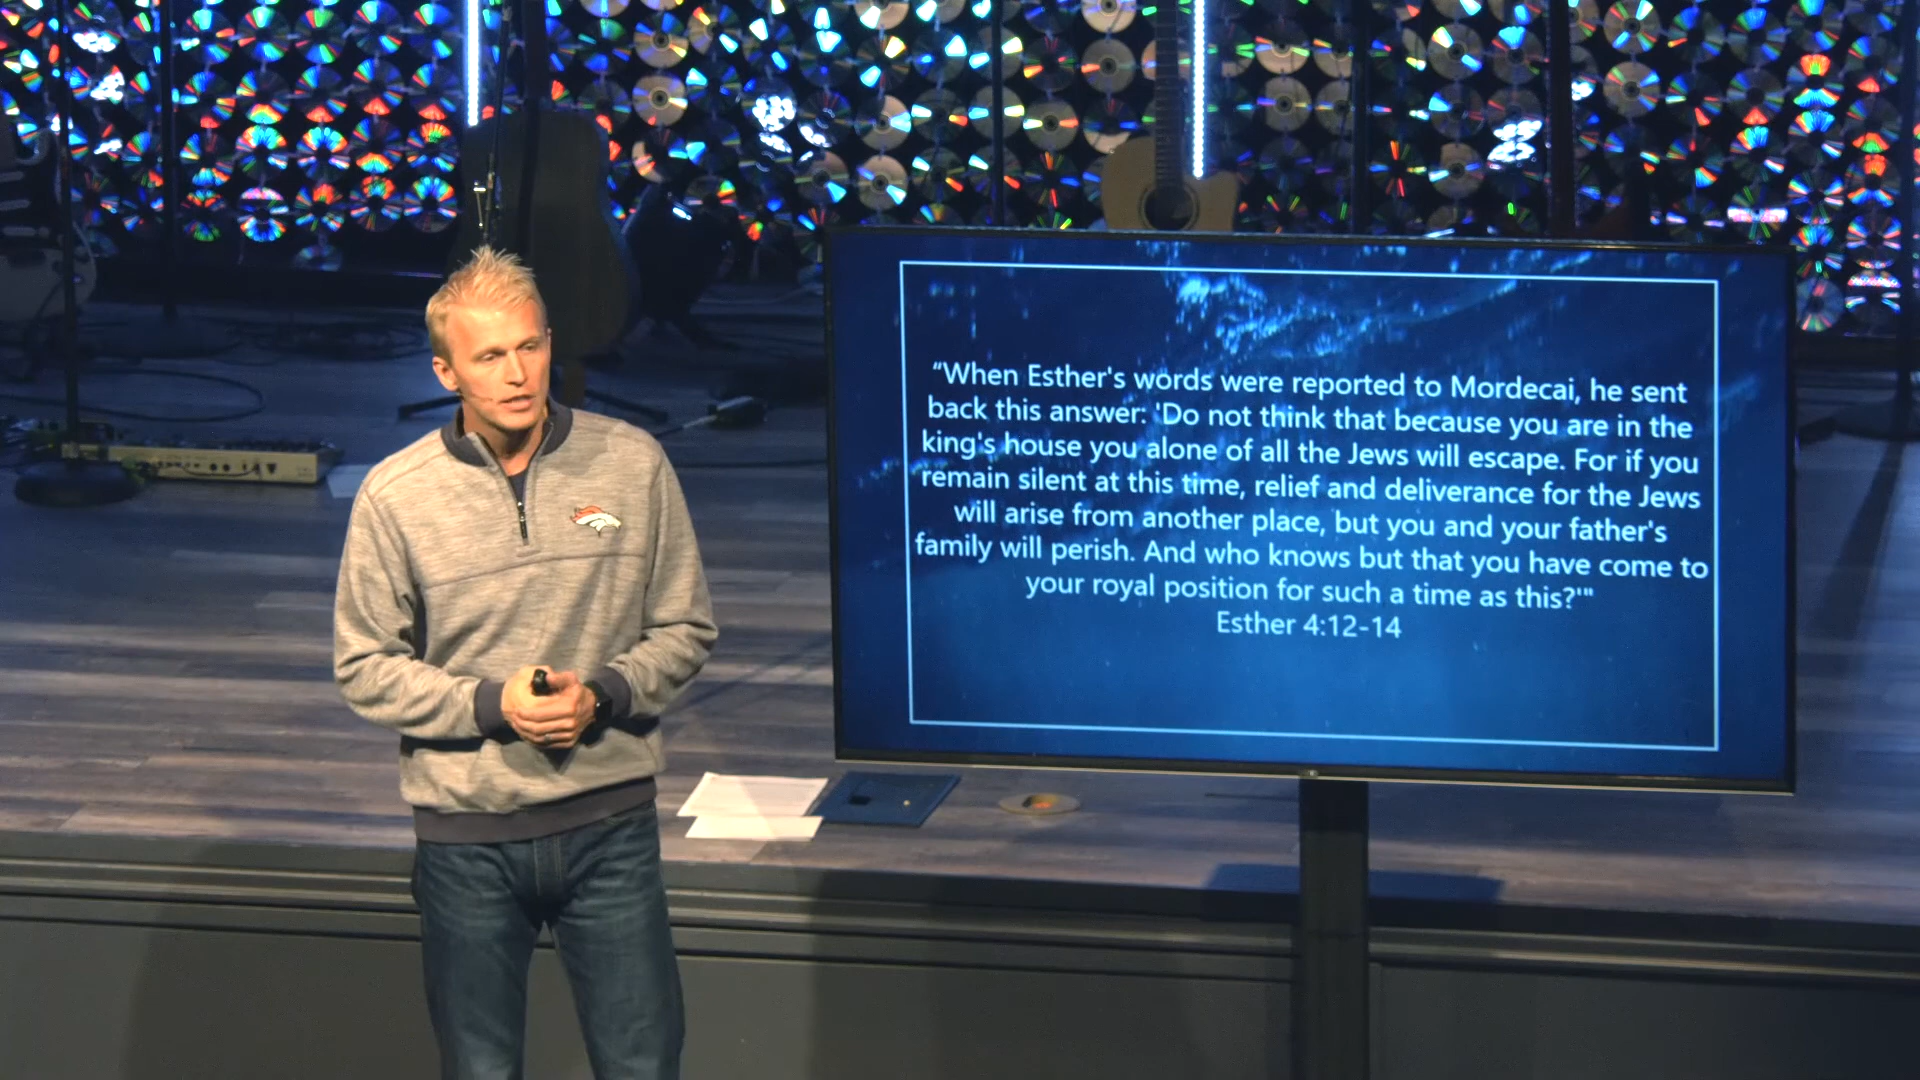 “When Esther's words were reported to Mordecai, he sent
back this answer: 'Do not think that because you are in the
king's house you alone of all the Jews will escape. For if you
remain silent at this time, relief and deliverance for the Jews
will arise from another place, but you and your father's
family will perish. And who knows but that you have come to
your royal position for such a time as this?'"
Esther 4:12-14